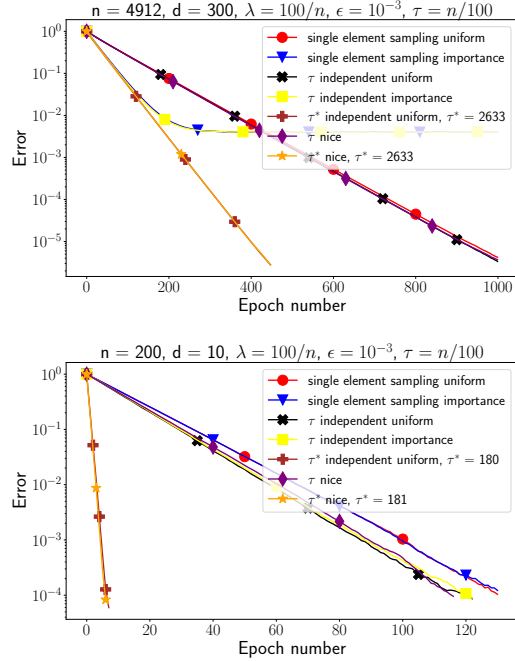 n = 4912, d = 300, λ = 100/n, ϵ = 10⁻³, τ = n/100
10⁰
10⁻¹
10⁻²
10⁻³
10⁻⁴
10⁻⁵
Error
single element sampling uniform
single element sampling importance
τ independent uniform
τ independent importance
τ* independent uniform, τ* = 2633
τ nice
τ* nice, τ* = 2633
0 200 400 600 800 1000
Epoch number
n = 200, d = 10, λ = 100/n, ϵ = 10⁻³, τ = n/100
10⁰
10⁻¹
10⁻²
10⁻³
10⁻⁴
Error
single element sampling uniform
single element sampling importance
τ independent uniform
τ independent importance
τ* independent uniform, τ* = 180
τ nice
τ* nice, τ* = 181
0 20 40 60 80 100 120
Epoch number